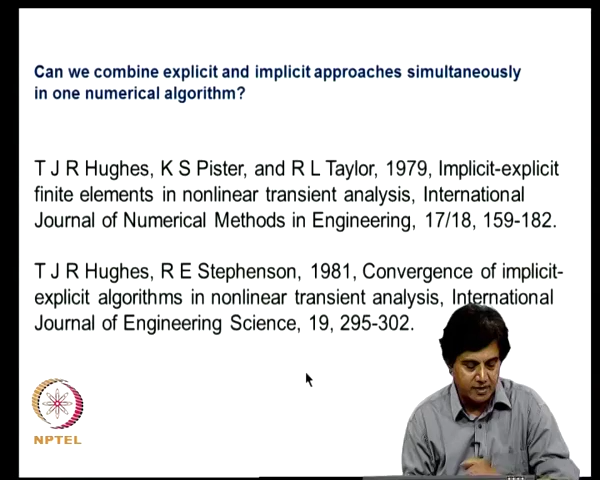 Can we combine explicit and implicit approaches simultaneously
in one numerical algorithm?
T J R Hughes, K S Pister, and R L Taylor, 1979, Implicit-explicit
finite elements in nonlinear transient analysis, International
Journal of Numerical Methods in Engineering, 17/18, 159-182.
T J R Hughes, R E Stephenson, 1981, Convergence of implicit-
explicit algorithms in nonlinear transient analysis, International
Journal of Engineering Science, 19, 295-302.
NPTEL